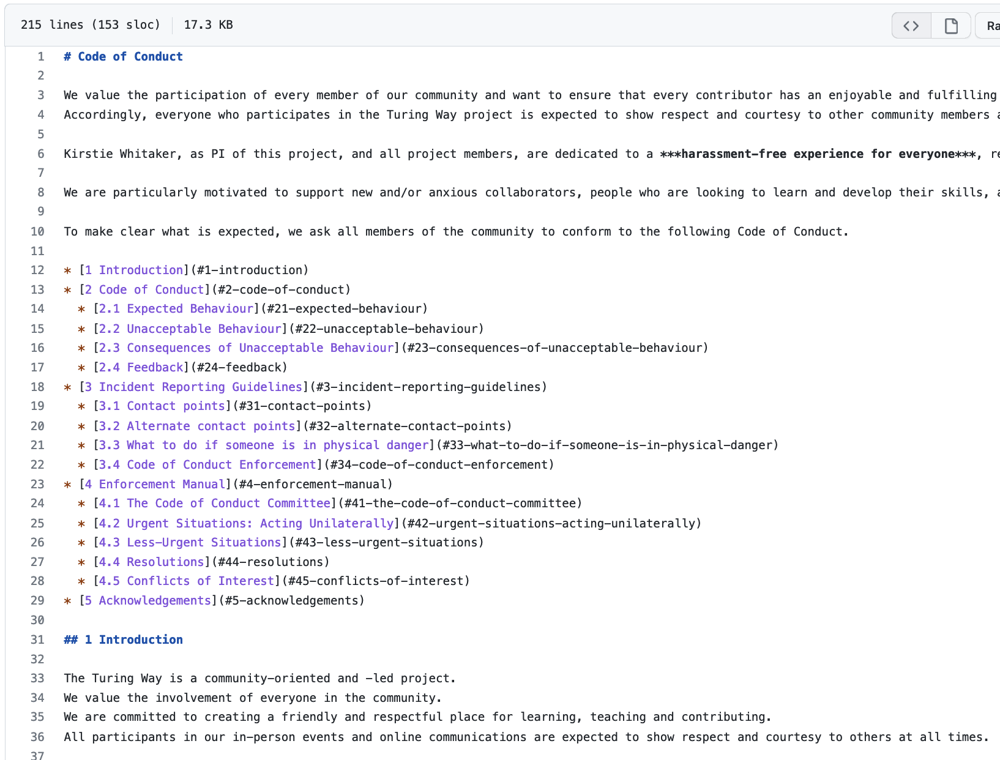 215 lines (153 sloc) 17.3 KB
1 # Code of Conduct
2
3 We value the participation of every member of our community and want to ensure that every contributor has an enjoyable and fulfilling
4 Accordingly, everyone who participates in the Turing Way project is expected to show respect and courtesy to other community members
5
6 Kirstie Whitaker, as PI of this project, and all project members, are dedicated to a ***harassment-free experience for everyone***, re
7
8 We are particularly motivated to support new and/or anxious collaborators, people who are looking to learn and develop their skills,
9
10 To make clear what is expected, we ask all members of the community to conform to the following Code of Conduct.
11
12 * [1 Introduction](#1-introduction)
13 * [2 Code of Conduct](#2-code-of-conduct)
14 * [2.1 Expected Behaviour](#21-expected-behaviour)
15 * [2.2 Unacceptable Behaviour](#22-unacceptable-behaviour)
16 * [2.3 Consequences of Unacceptable Behaviour](#23-consequences-of-unacceptable-behaviour)
17 * [2.4 Feedback](#24-feedback)
18 * [3 Incident Reporting Guidelines](#3-incident-reporting-guidelines)
19 * [3.1 Contact points](#31-contact-points)
20 * [3.2 Alternate contact points](#32-alternate-contact-points)
21 * [3.3 What to do if someone is in physical danger](#33-what-to-do-if-someone-is-in-physical-danger)
22 * [3.4 Code of Conduct Enforcement](#34-code-of-conduct-enforcement)
23 * [4 Enforcement Manual](#4-enforcement-manual)
24 * [4.1 The Code of Conduct Committee](#41-the-code-of-conduct-committee)
25 * [4.2 Urgent Situations: Acting Unilaterally](#42-urgent-situations-acting-unilaterally)
26 * [4.3 Less-Urgent Situations](#43-less-urgent-situations)
27 * [4.4 Resolutions](#44-resolutions)
28 * [4.5 Conflicts of Interest](#45-conflicts-of-interest)
29 * [5 Acknowledgements](#5-acknowledgements)
30
31 ## 1 Introduction
32
33 The Turing Way is a community-oriented and -led project.
34 We value the involvement of everyone in the community.
35 We are committed to creating a friendly and respectful place for learning, teaching and contributing.
36 All participants in our in-person events and online communications are expected to show respect and courtesy to others at all times.
37